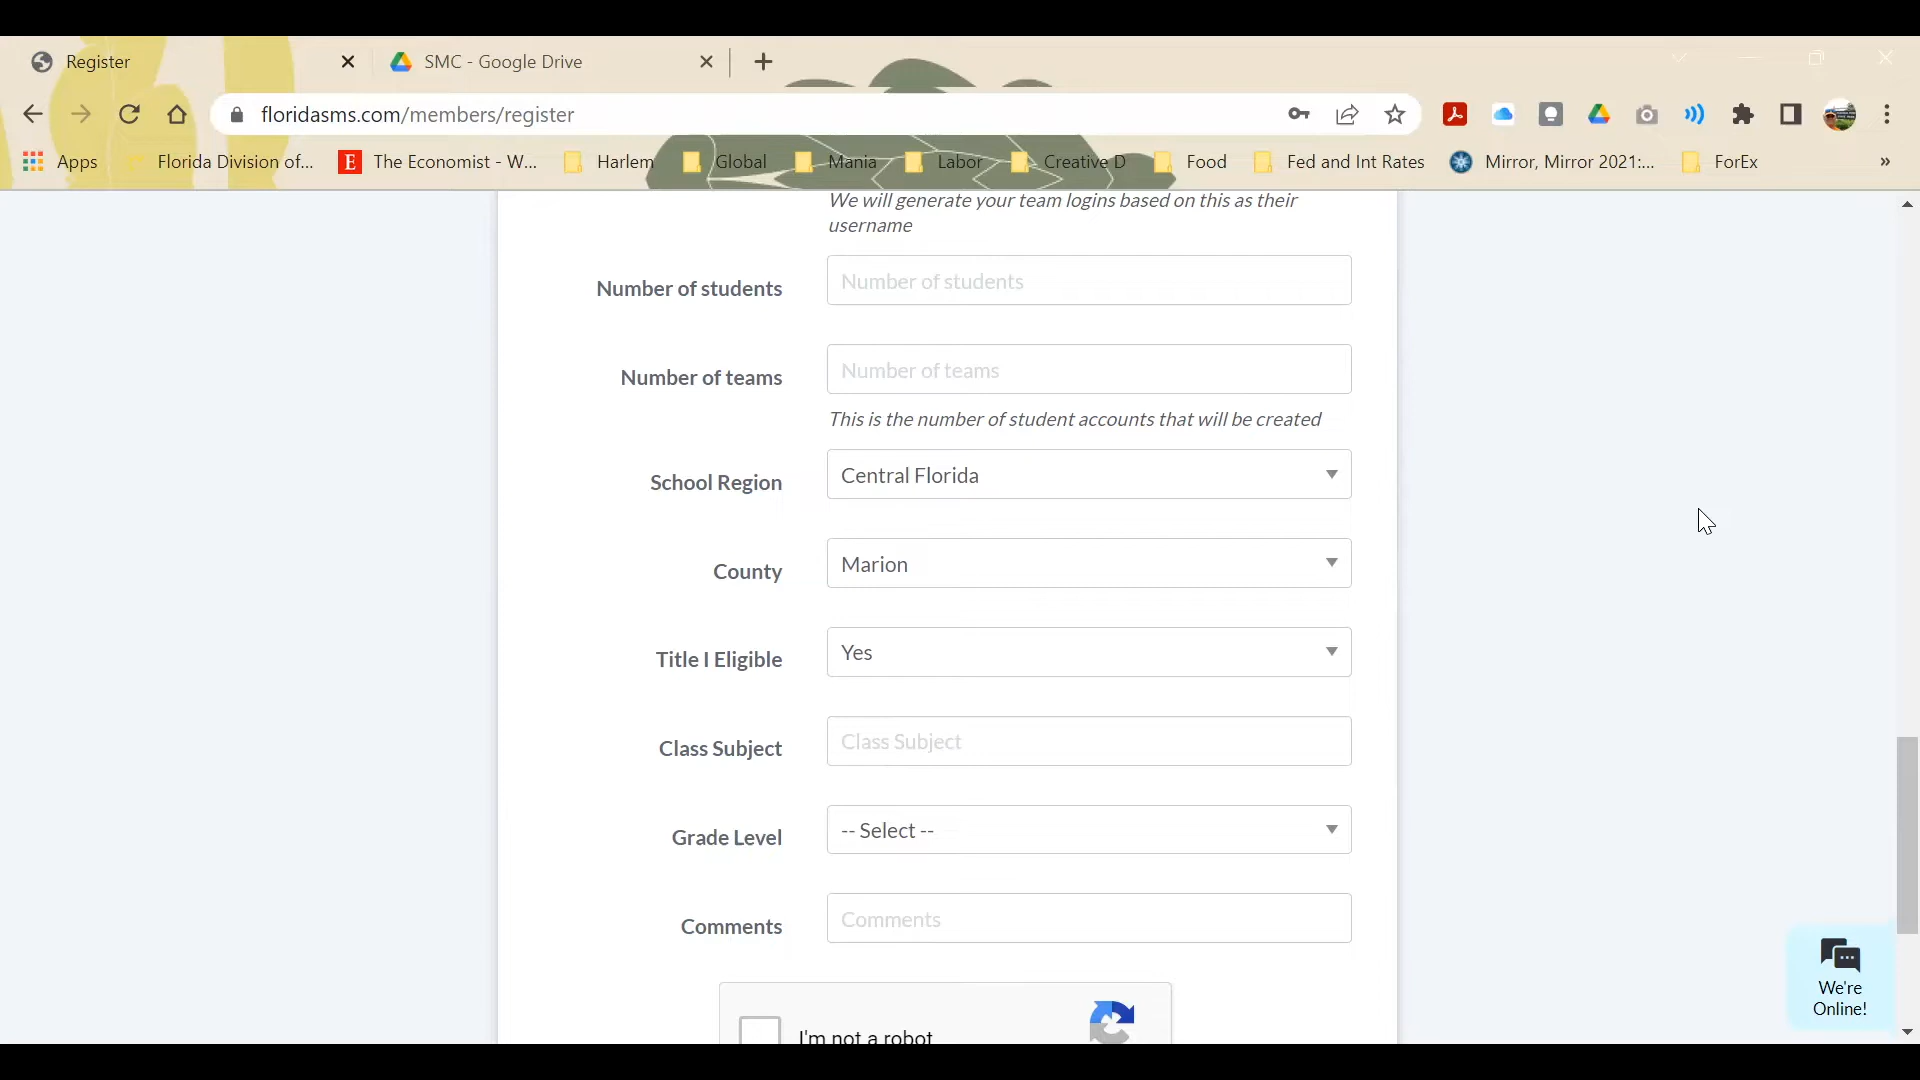 Register
SMC - Google Drive
floridasms.com/members/register
Apps
Florida Division of...
E
The Economist - W...
Harlem
Global
Mania
Labor
Creative D
Food
Fed and Int Rates
Mirror, Mirror 2021:...
ForEx
»
We will generate your team logins based on this as their
username
Number of students
Number of students
Number of teams
Number of teams
This is the number of student accounts that will be created
School Region
Central Florida
County
Marion
Title I Eligible
Yes
Class Subject
Class Subject
Grade Level
-- Select --
Comments
Comments
I'm not a robot
We're
Online!